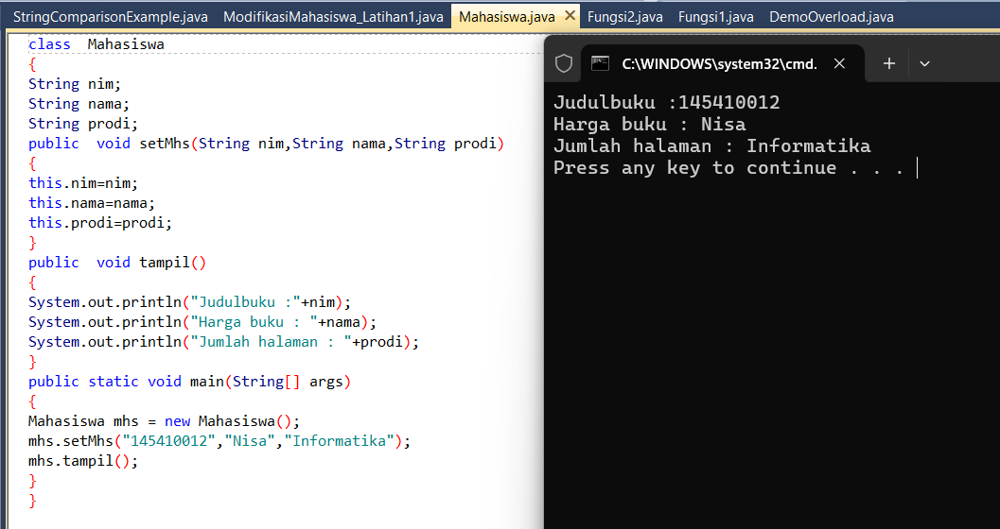 StringComparisonExample.java ModifikasiMahasiswa_Latihan1.java Mahasiswa.java Fungsi2.java Fungsi1.java DemoOverload.java
class  Mahasiswa
{
String nim;
String nama;
String prodi;
public  void setMhs(String nim,String nama,String prodi)
{
this.nim=nim;
this.nama=nama;
this.prodi=prodi;
}
public  void tampil()
{
System.out.println("Judulbuku :"+nim);
System.out.println("Harga buku : "+nama);
System.out.println("Jumlah halaman : "+prodi);
}
public static void main(String[] args)
{
Mahasiswa mhs = new Mahasiswa();
mhs.setMhs("145410012","Nisa","Informatika");
mhs.tampil();
}
}
C:\WINDOWS\system32\cmd.
Judulbuku :145410012
Harga buku : Nisa
Jumlah halaman : Informatika
Press any key to continue . . .